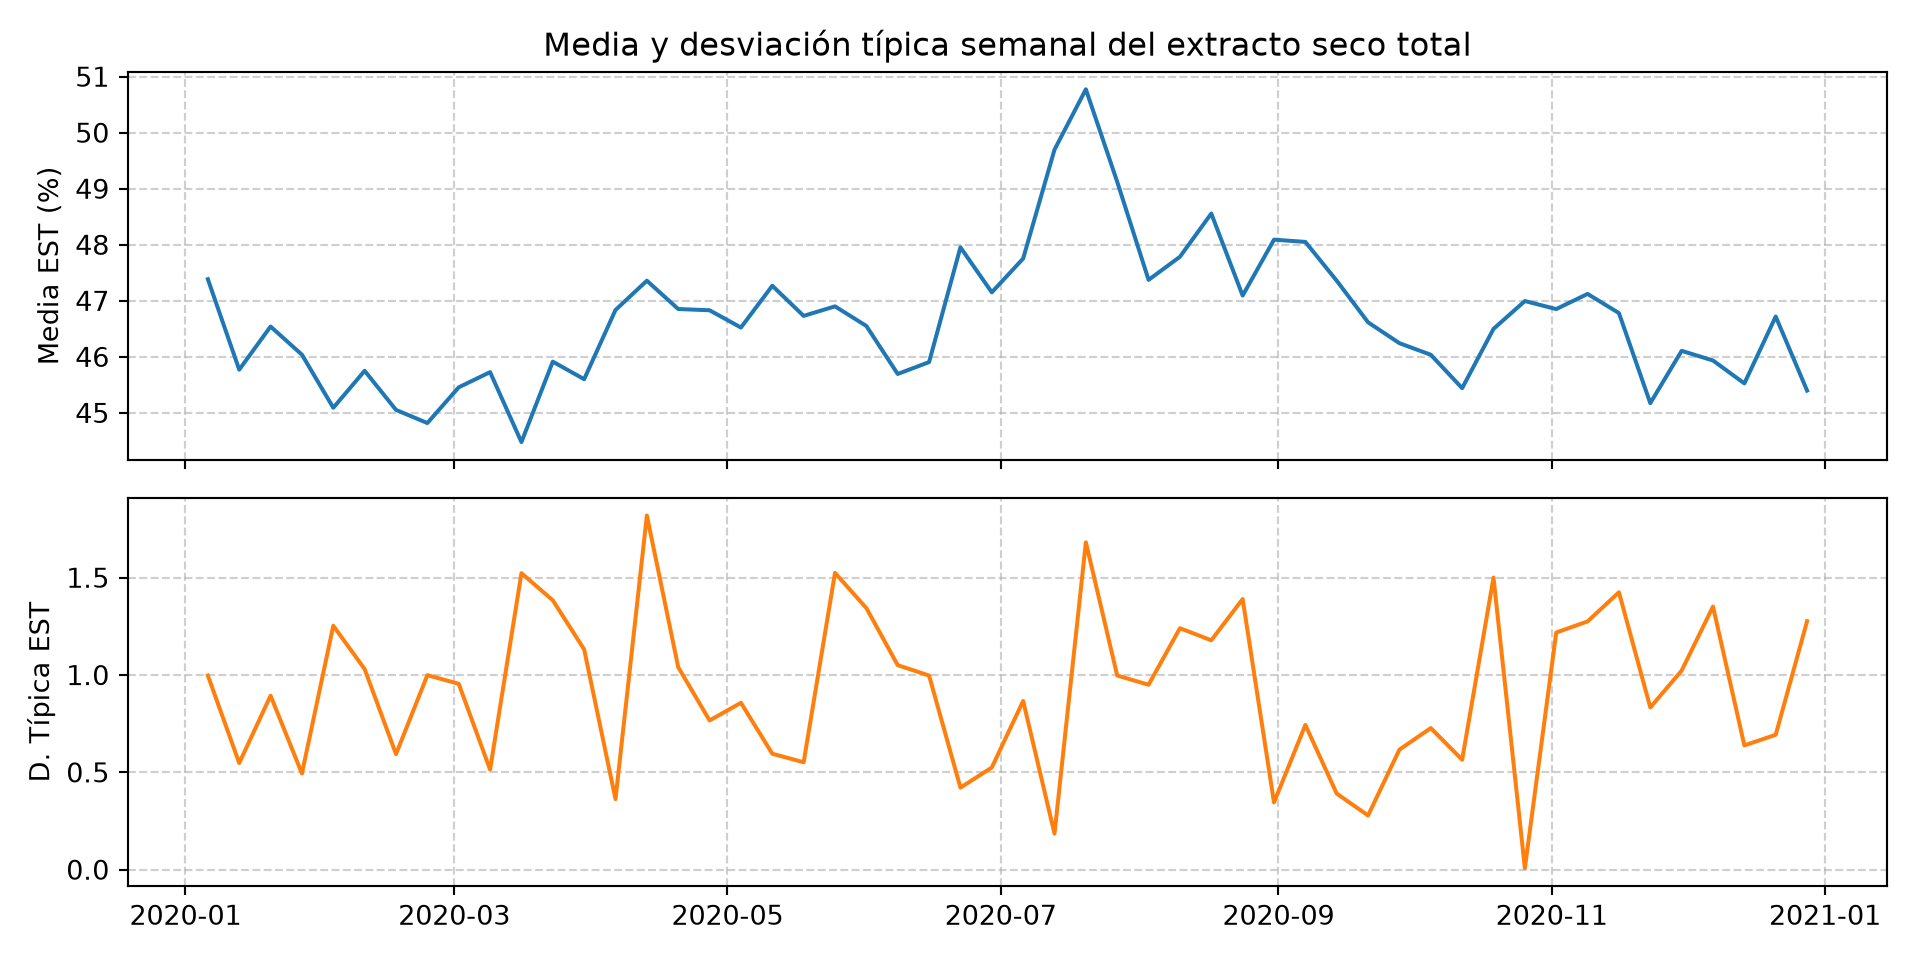 Media y desviación típica semanal del extracto seco total
Media EST (%)
51
50
49
48
47
46
45
D. Típica EST
1.5
1.0
0.5
0.0
2020-01 2020-03 2020-05 2020-07 2020-09 2020-11 2021-01